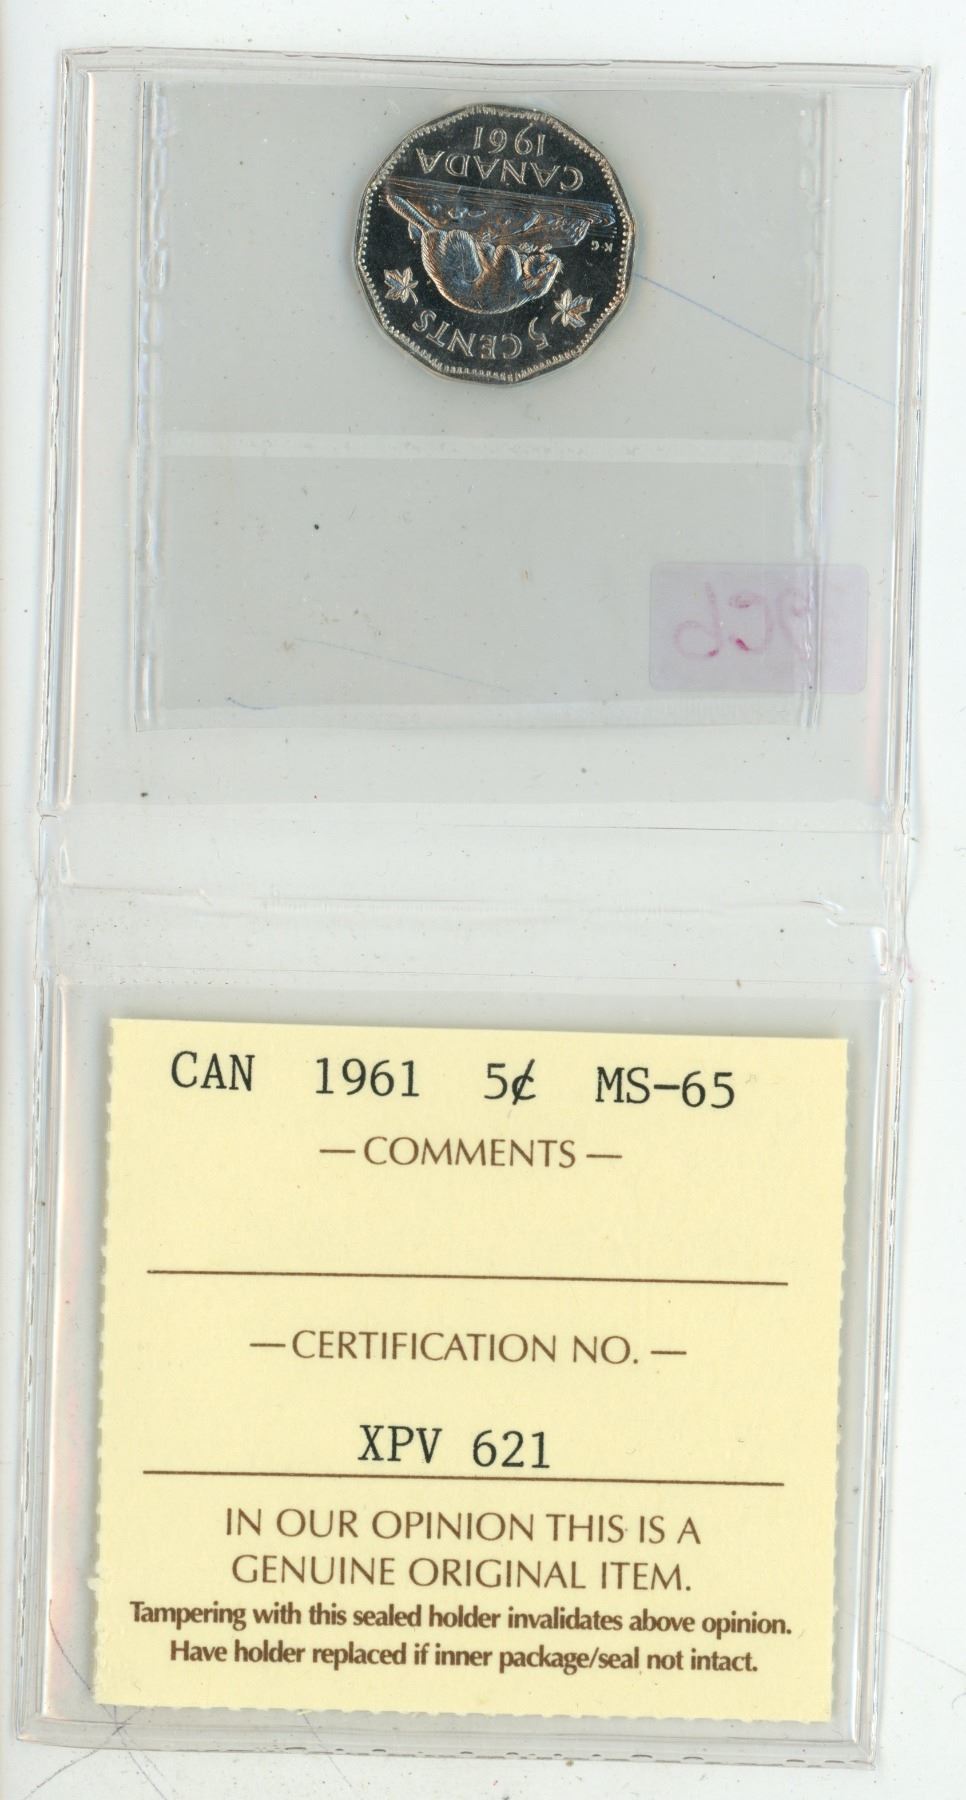 5 CENTS
K·G
CANADA
1961
CAN 1961 5¢ MS-65
— COMMENTS —
— CERTIFICATION NO. —
XPV 621
IN OUR OPINION THIS IS A
GENUINE ORIGINAL ITEM.
Tampering with this sealed holder invalidates above opinion.
Have holder replaced if inner package/seal not intact.